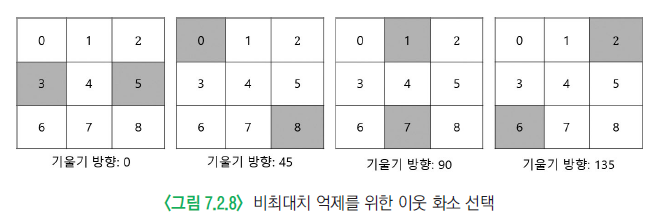 0 1 2 0 1 2 0 1 2 0 1 2
3 4 5 3 4 5 3 4 5 3 4 5
6 7 8 6 7 8 6 7 8 6 7 8
기울기 방향: 0 기울기 방향: 45 기울기 방향: 90 기울기 방향: 135
<그림 7.2.8> 비최대치 억제를 위한 이웃 화소 선택